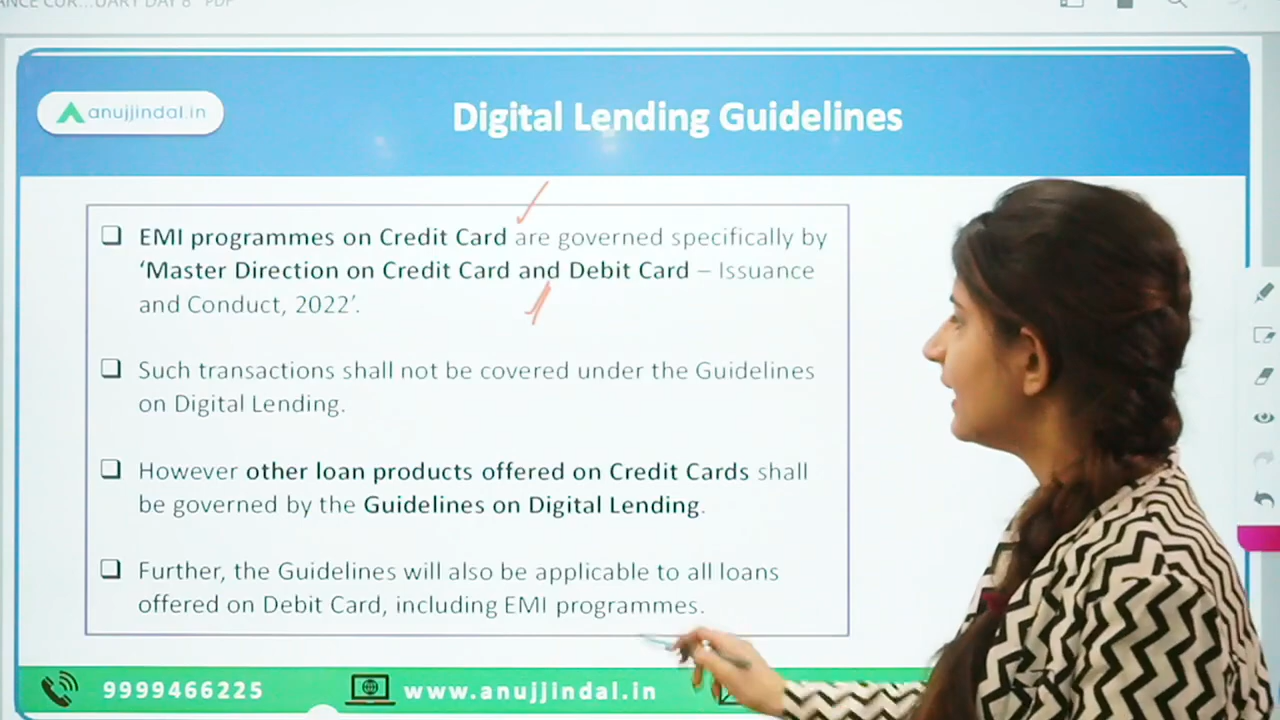 anujjindal.in
Digital Lending Guidelines
EMI programmes on Credit Card are governed specifically by
‘Master Direction on Credit Card and Debit Card – Issuance
and Conduct, 2022’.
Such transactions shall not be covered under the Guidelines
on Digital Lending.
However other loan products offered on Credit Cards shall
be governed by the Guidelines on Digital Lending.
Further, the Guidelines will also be applicable to all loans
offered on Debit Card, including EMI programmes.
9999466225
www.anujjindal.in